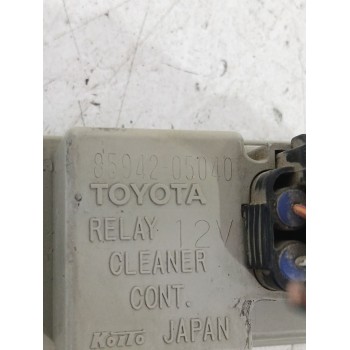 85942-05040
TOYOTA
RELAY 12V
CLEANER
CONT.
KOITO JAPAN